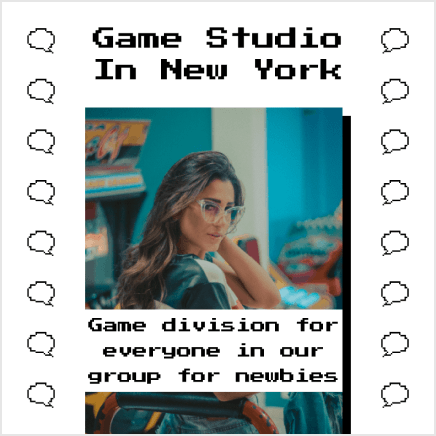 Game Studio
In New York
Game division for
everyone in our
group for newbies